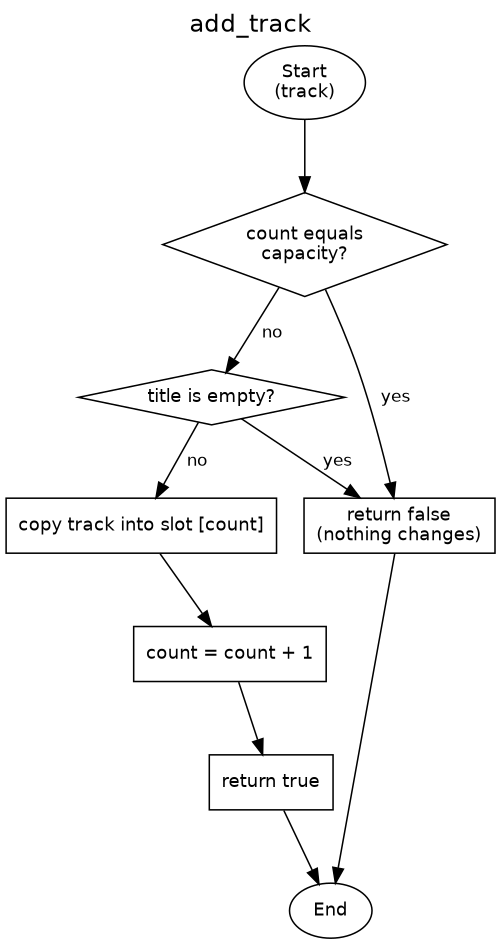 add_track
Start
(track)
count equals
capacity?
no
yes
title is empty?
no
yes
copy track into slot [count]
return false
(nothing changes)
count = count + 1
return true
End